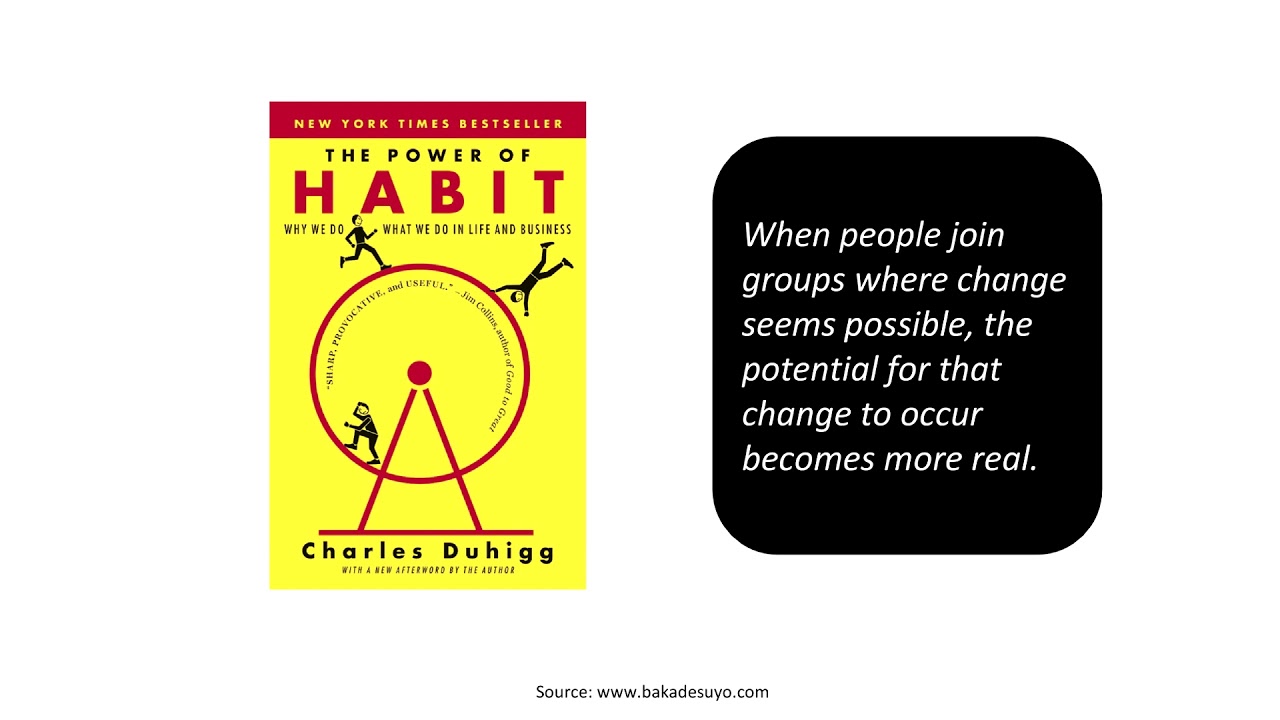 NEW YORK TIMES BESTSELLER
THE POWER OF
HABIT
WHY WE DO WHAT WE DO IN LIFE AND BUSINESS
"SHARP, PROVOCATIVE, and USEFUL." –Jim Collins, author of Good to Great
Charles Duhigg
WITH A NEW AFTERWORD BY THE AUTHOR
When people join
groups where change
seems possible, the
potential for that
change to occur
becomes more real.
Source: www.bakadesuyo.com